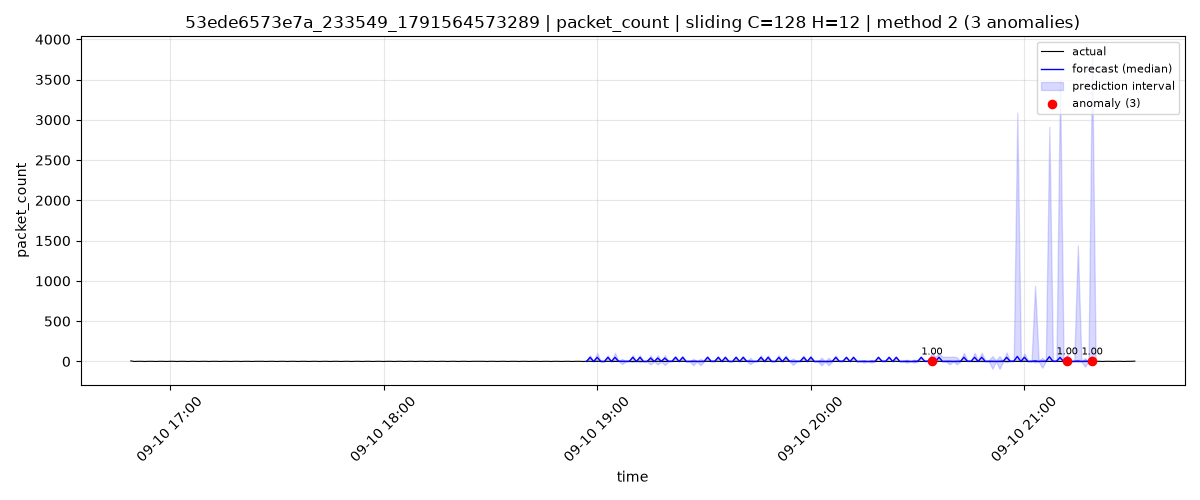 53ede6573e7a_233549_1791564573289 | packet_count | sliding C=128 H=12 | method 2 (3 anomalies)
packet_count
4000
3500
3000
2500
2000
1500
1000
500
0
actual
forecast (median)
prediction interval
anomaly (3)
1.00
1.00
1.00
09-10 17:00
09-10 18:00
09-10 19:00
09-10 20:00
09-10 21:00
time